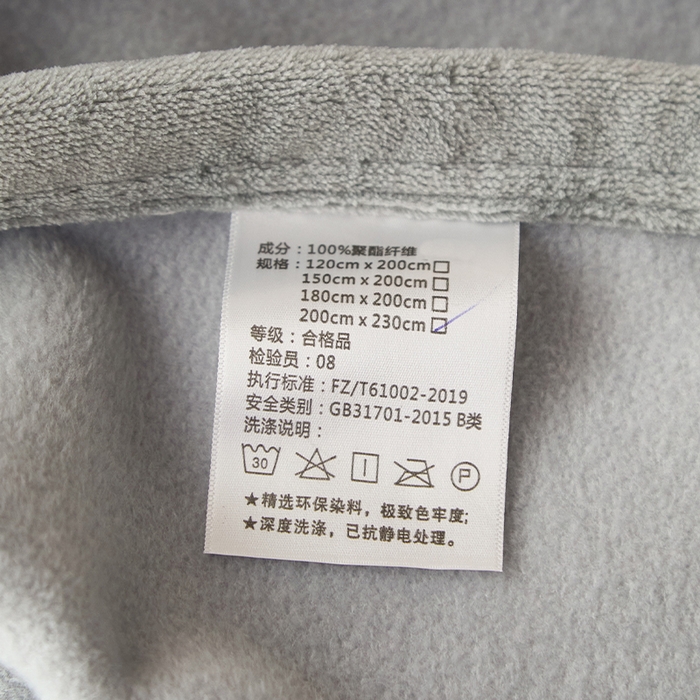 成分：100%聚酯纤维
规格：120cm x 200cm□
150cm x 200cm□
180cm x 200cm□
200cm x 230cm☑
等级：合格品
检验员：08
执行标准：FZ/T61002-2019
安全类别：GB31701-2015 B类
洗涤说明：
30 P
★精选环保染料，极致色牢度;
★深度洗涤，已抗静电处理。